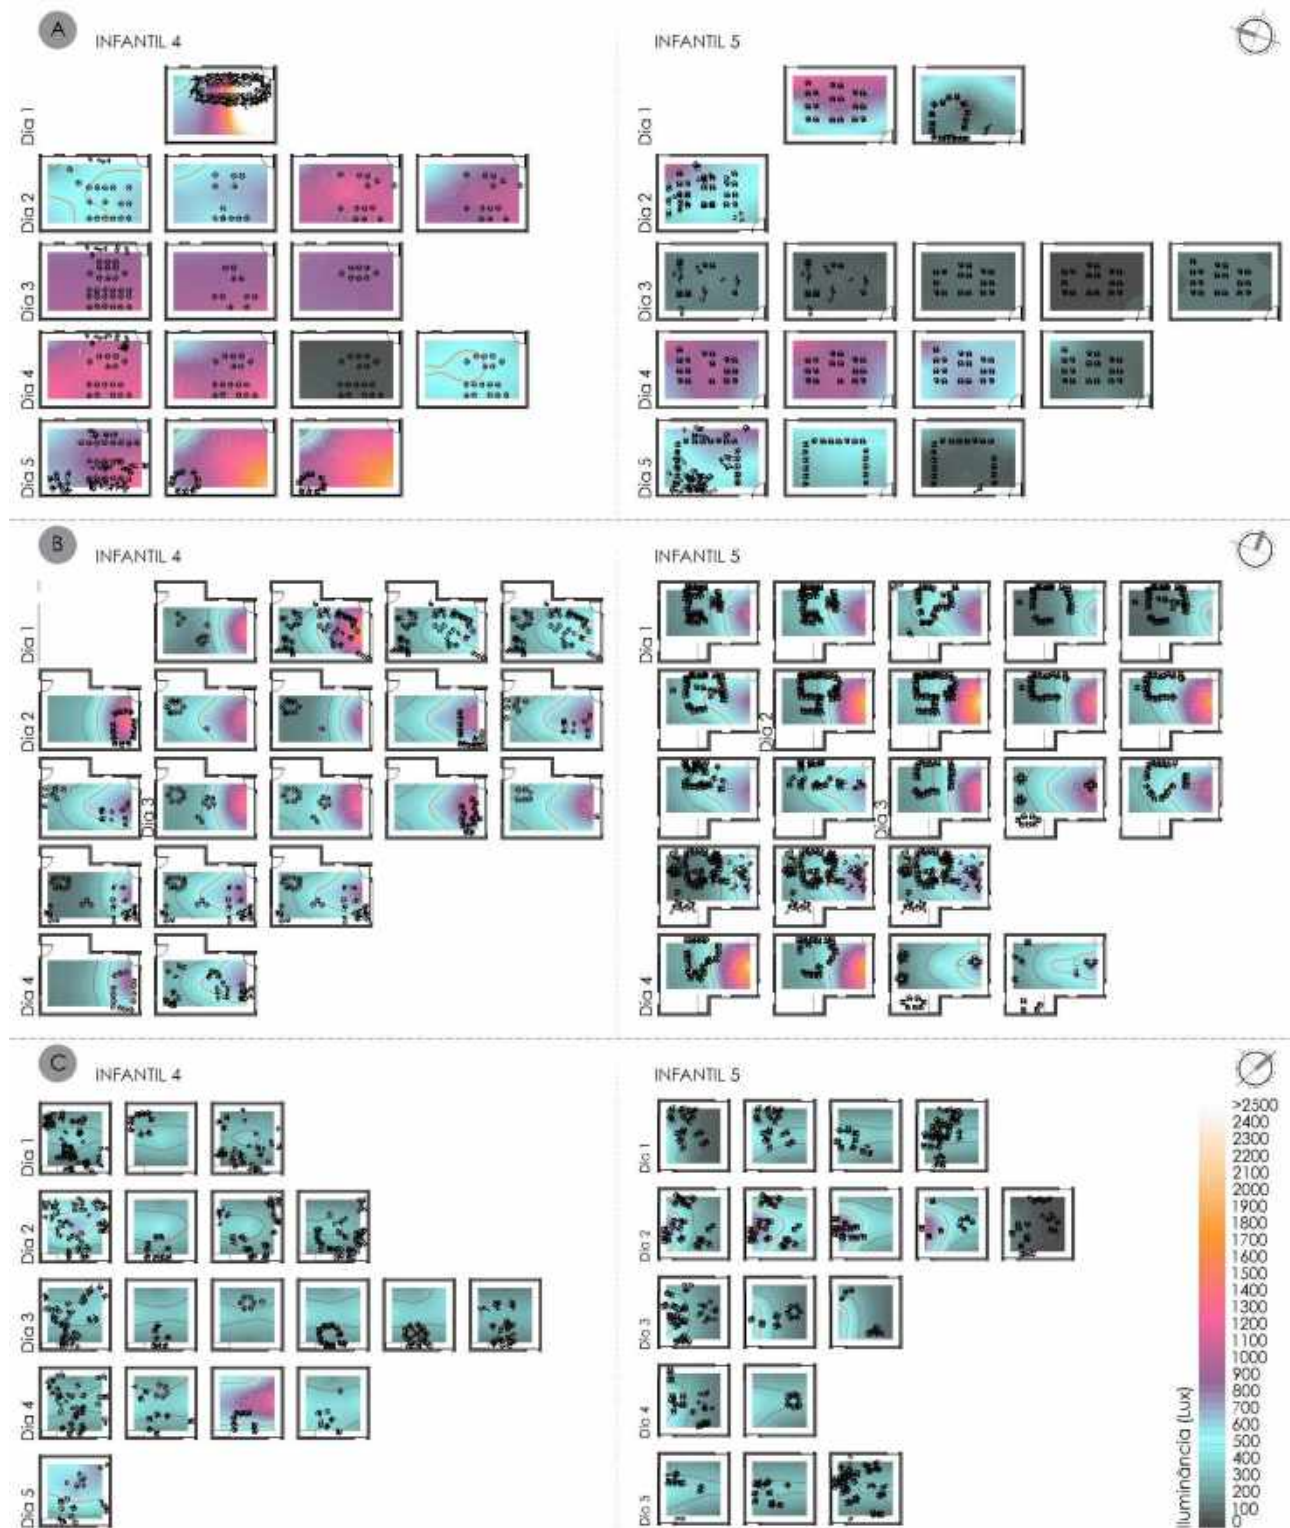 A INFANTIL 4
INFANTIL 5
Dia 1
Dia 2
Dia 3
Dia 4
Dia 5
Dia 1
Dia 2
Dia 3
Dia 4
Dia 5
B INFANTIL 4
INFANTIL 5
Dia 1
Dia 2
Dia 3
Dia 4
Dia 1
Dia 2
Dia 3
Dia 4
C INFANTIL 4
INFANTIL 5
Dia 1
Dia 2
Dia 3
Dia 4
Dia 5
Dia 1
Dia 2
Dia 3
Dia 4
Dia 5
Iluminância (Lux)
>2500
2400
2300
2200
2100
2000
1900
1800
1700
1600
1500
1400
1300
1200
1100
1000
900
800
700
600
500
400
300
200
100
0